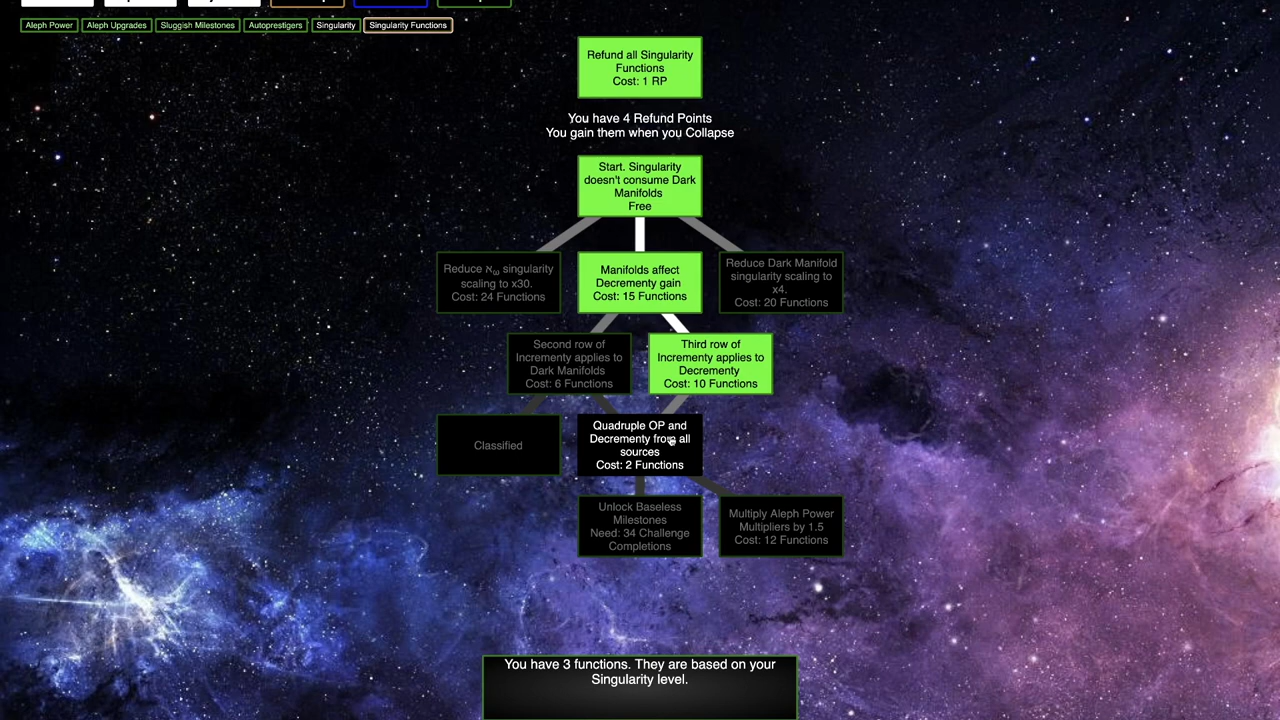 Aleph Power
Aleph Upgrades
Sluggish Milestones
Autoprestigers
Singularity
Singularity Functions
Refund all Singularity
Functions
Cost: 1 RP
You have 4 Refund Points
You gain them when you Collapse
Start. Singularity
doesn't consume Dark
Manifolds
Free
Reduce ℵω singularity
scaling to x30.
Cost: 24 Functions
Manifolds affect
Decrementy gain
Cost: 15 Functions
Reduce Dark Manifold
singularity scaling to
x4.
Cost: 20 Functions
Second row of
Incrementy applies to
Dark Manifolds
Cost: 6 Functions
Third row of
Incrementy applies to
Decrementy
Cost: 10 Functions
Classified
Quadruple OP and
Decrementy from all
sources
Cost: 2 Functions
Unlock Baseless
Milestones
Need: 34 Challenge
Completions
Multiply Aleph Power
Multipliers by 1.5
Cost: 12 Functions
You have 3 functions. They are based on your
Singularity level.